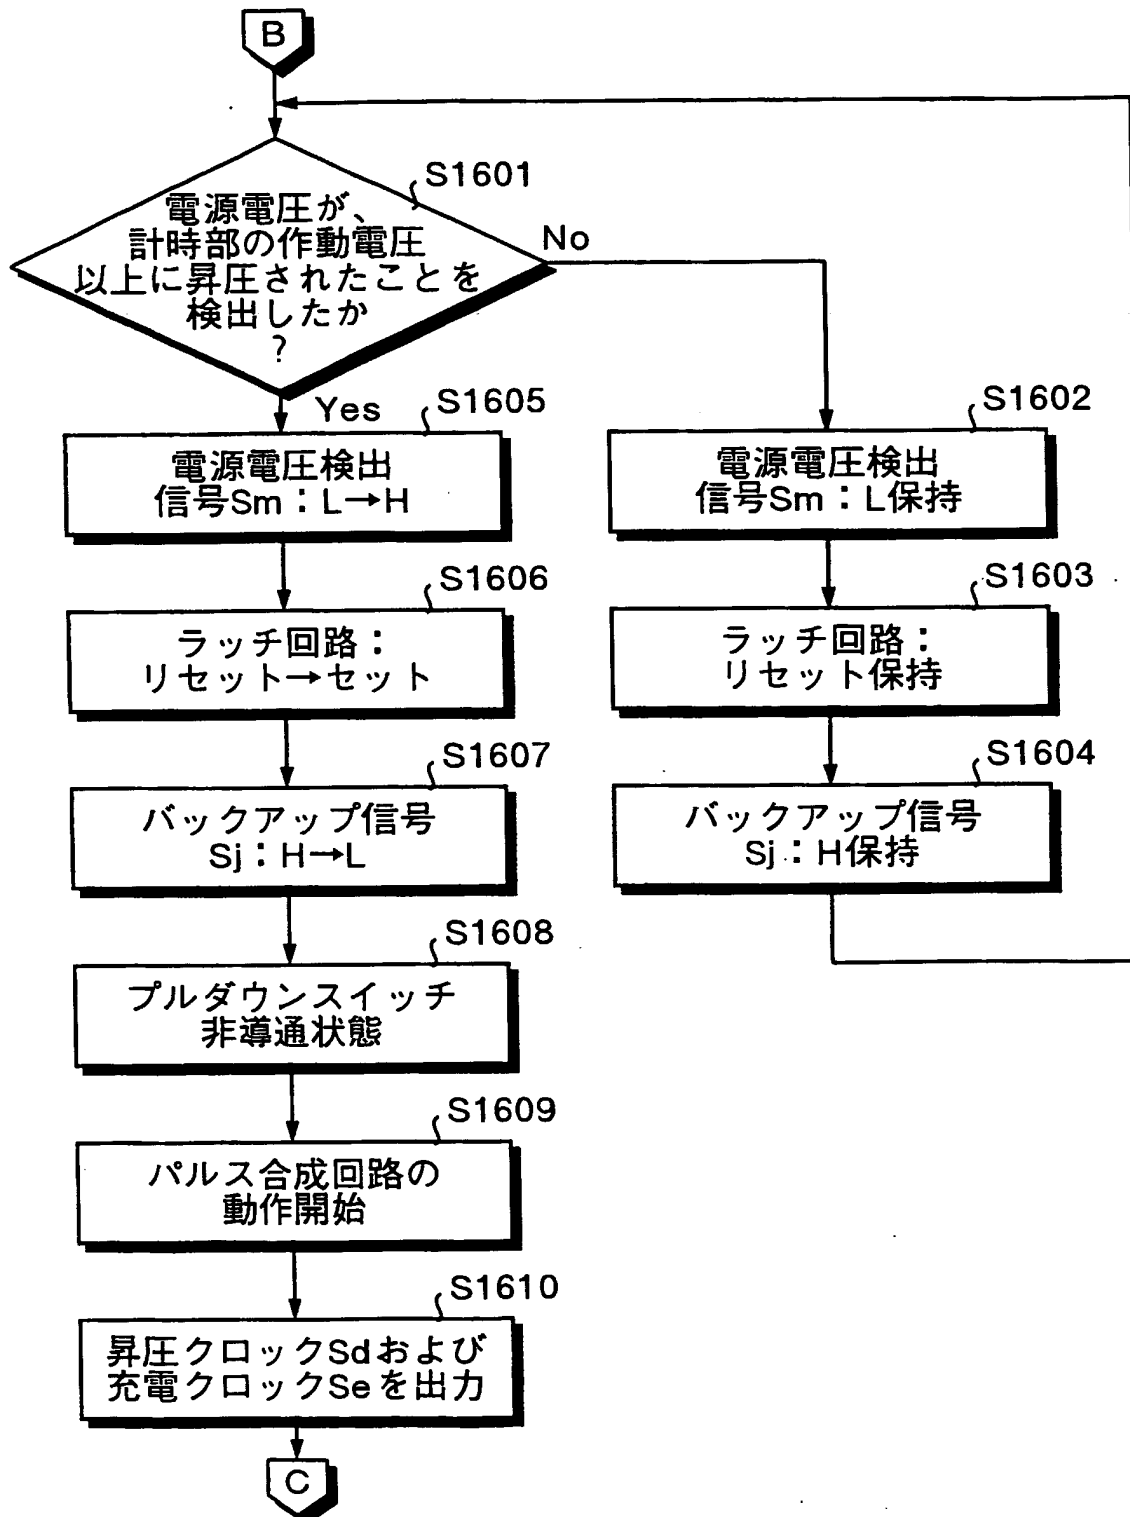 B
S1601
電源電圧が、
計時部の作動電圧
以上に昇圧されたことを
検出したか
?
No
Yes
S1605
電源電圧検出
信号Sm：L→H
S1602
電源電圧検出
信号Sm：L保持
S1606
ラッチ回路：
リセット→セット
S1603
ラッチ回路：
リセット保持
S1607
バックアップ信号
Sj：H→L
S1604
バックアップ信号
Sj：H保持
S1608
プルダウンスイッチ
非導通状態
S1609
パルス合成回路の
動作開始
S1610
昇圧クロックSdおよび
充電クロックSeを出力
C